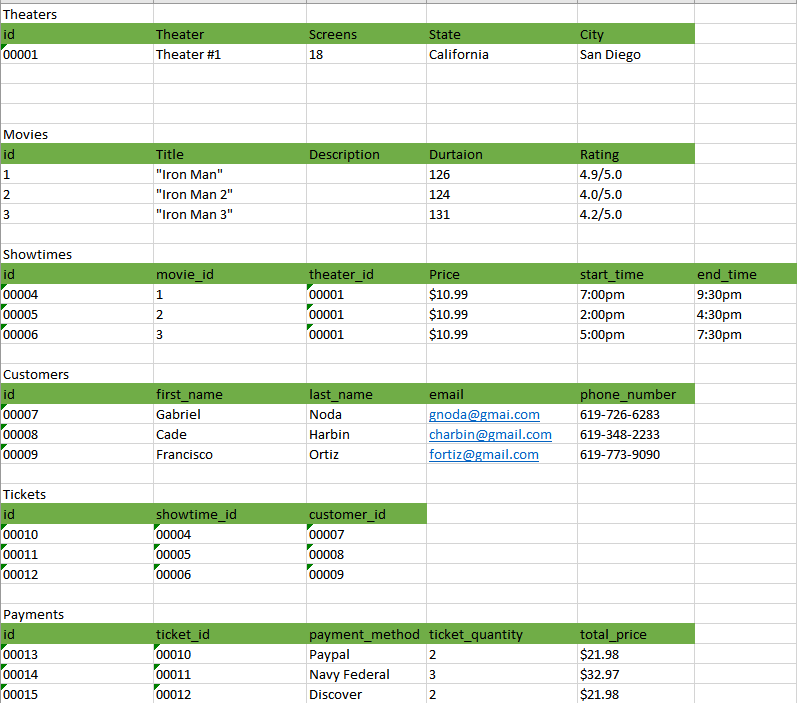 Theaters
id Theater Screens State City
00001 Theater #1 18 California San Diego
Movies
id Title Description Durtaion Rating
1 "Iron Man" 126 4.9/5.0
2 "Iron Man 2" 124 4.0/5.0
3 "Iron Man 3" 131 4.2/5.0
Showtimes
id movie_id theater_id Price start_time end_time
00004 1 00001 $10.99 7:00pm 9:30pm
00005 2 00001 $10.99 2:00pm 4:30pm
00006 3 00001 $10.99 5:00pm 7:30pm
Customers
id first_name last_name email phone_number
00007 Gabriel Noda gnoda@gmai.com 619-726-6283
00008 Cade Harbin charbin@gmail.com 619-348-2233
00009 Francisco Ortiz fortiz@gmail.com 619-773-9090
Tickets
id showtime_id customer_id
00010 00004 00007
00011 00005 00008
00012 00006 00009
Payments
id ticket_id payment_method ticket_quantity total_price
00013 00010 Paypal 2 $21.98
00014 00011 Navy Federal 3 $32.97
00015 00012 Discover 2 $21.98